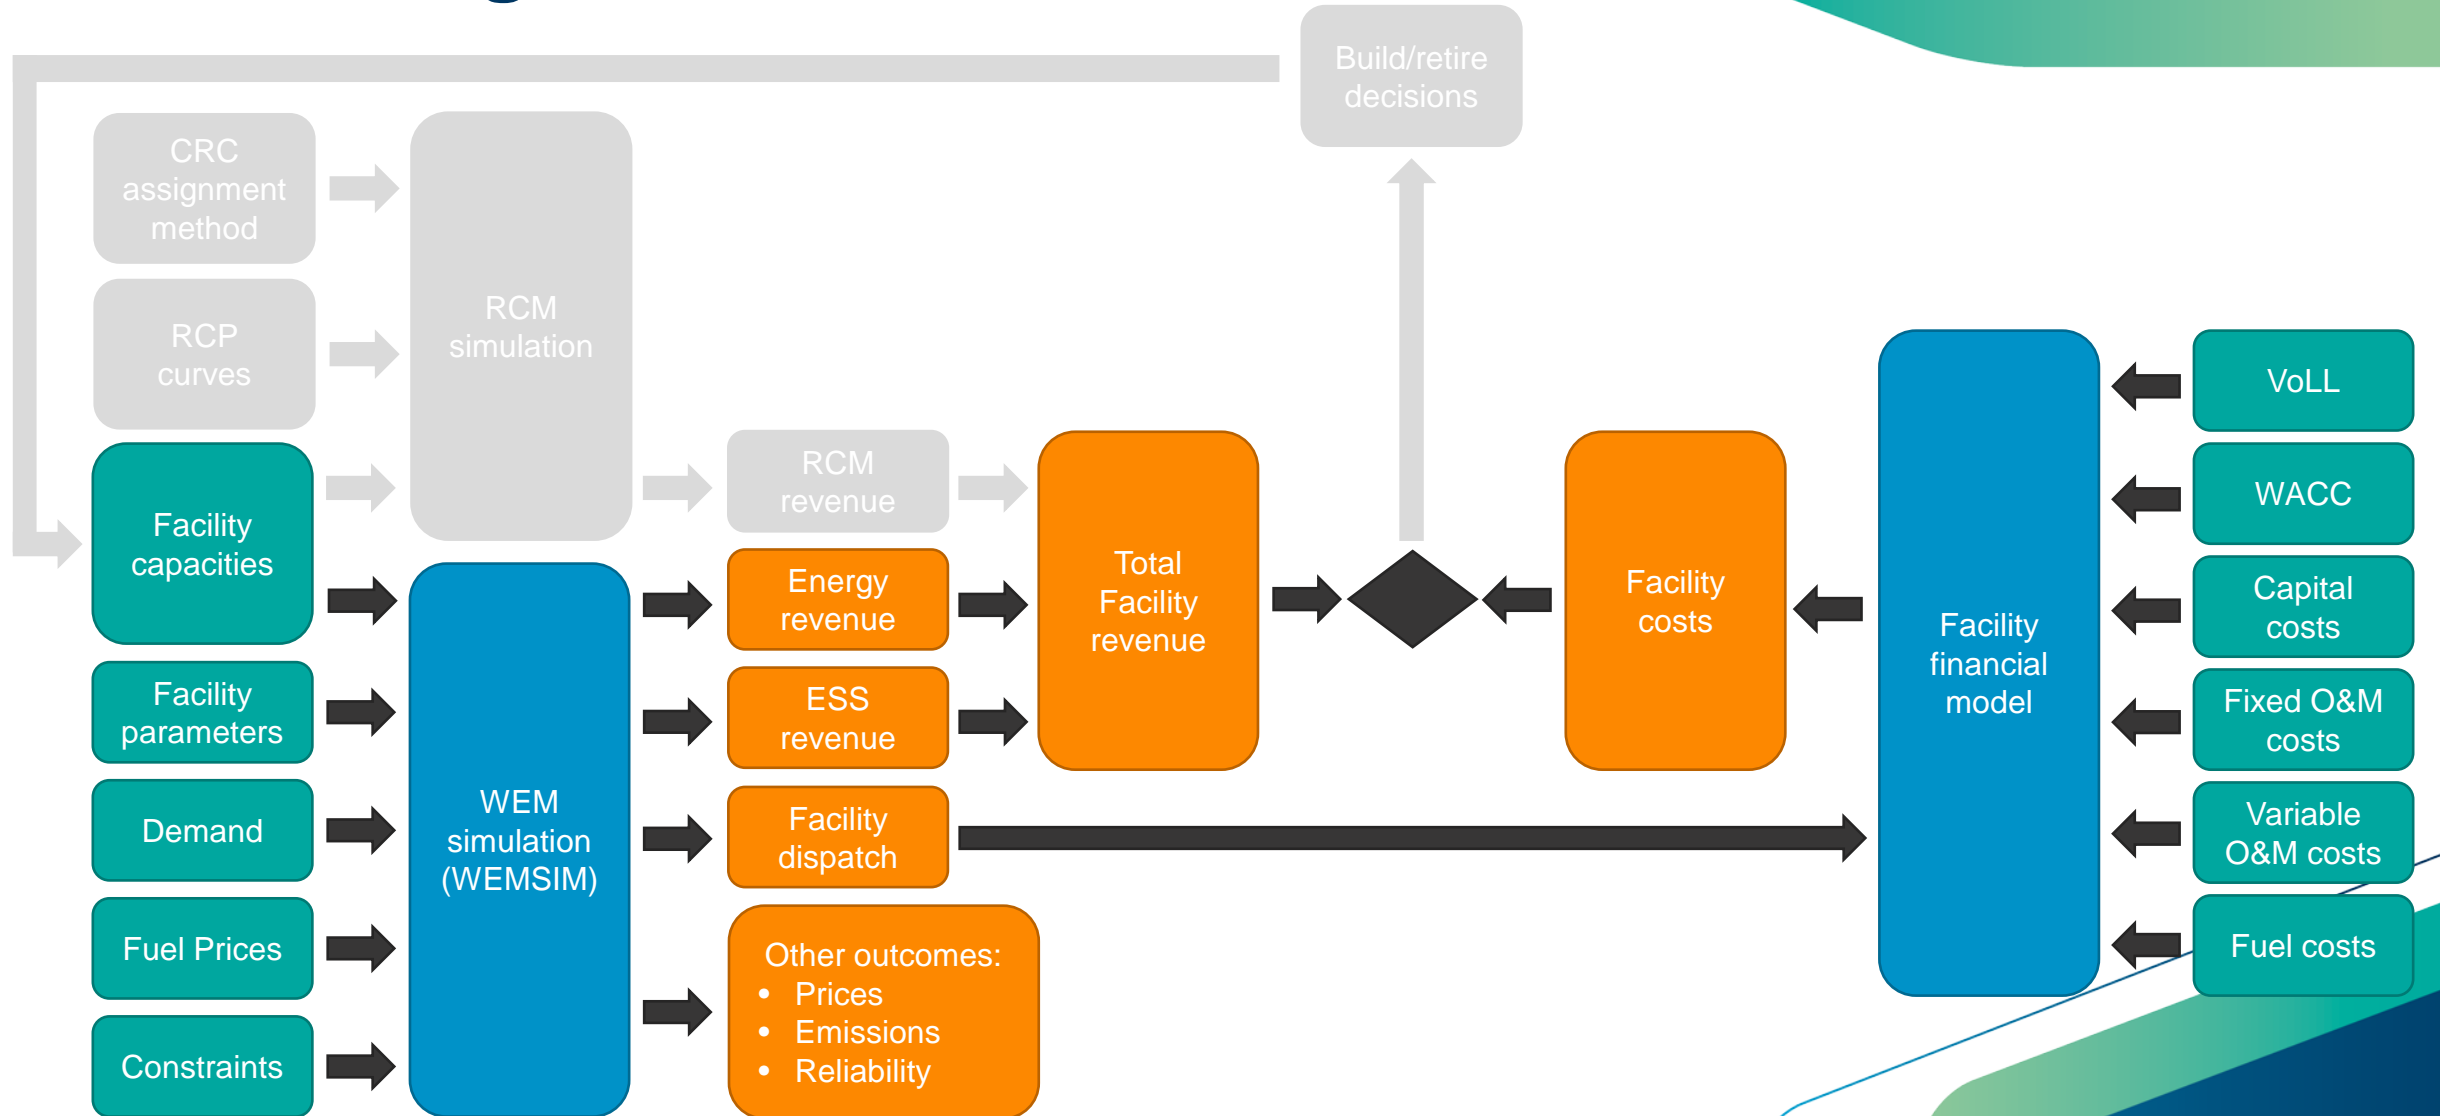 Build/retire
decisions
CRC
assignment
method
RCP
curves
RCM
simulation
Facility
capacities
Facility
parameters
Demand
Fuel Prices
Constraints
WEM
simulation
(WEMSIM)
RCM
revenue
Energy
revenue
ESS
revenue
Facility
dispatch
Other outcomes:
• Prices
• Emissions
• Reliability
Total
Facility
revenue
Facility
costs
Facility
financial
model
VoLL
WACC
Capital
costs
Fixed O&M
costs
Variable
O&M costs
Fuel costs